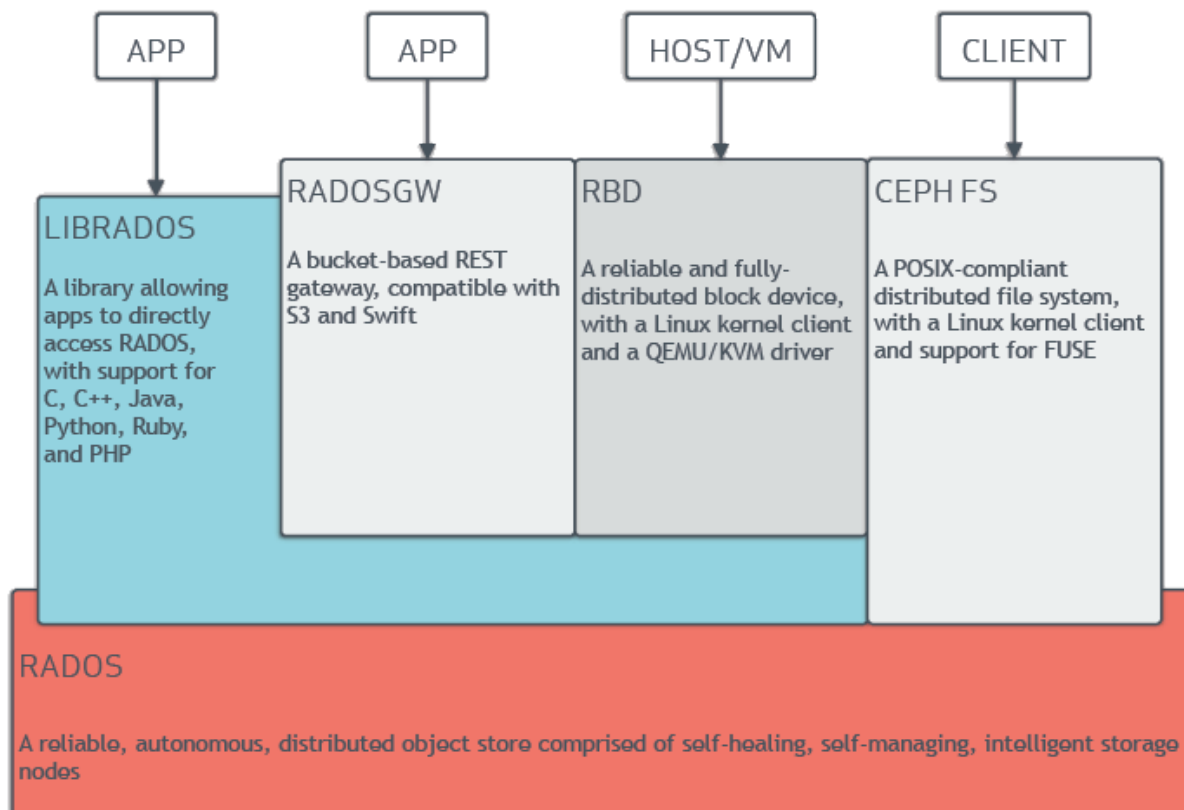 APP
APP
HOST/VM
CLIENT
LIBRADOS
A library allowing
apps to directly
access RADOS,
with support for
C, C++, Java,
Python, Ruby,
and PHP
RADOSGW
A bucket-based REST
gateway, compatible with
S3 and Swift
RBD
A reliable and fully-
distributed block device,
with a Linux kernel client
and a QEMU/KVM driver
CEPH FS
A POSIX-compliant
distributed file system,
with a Linux kernel client
and support for FUSE
RADOS
A reliable, autonomous, distributed object store comprised of self-healing, self-managing, intelligent storage
nodes